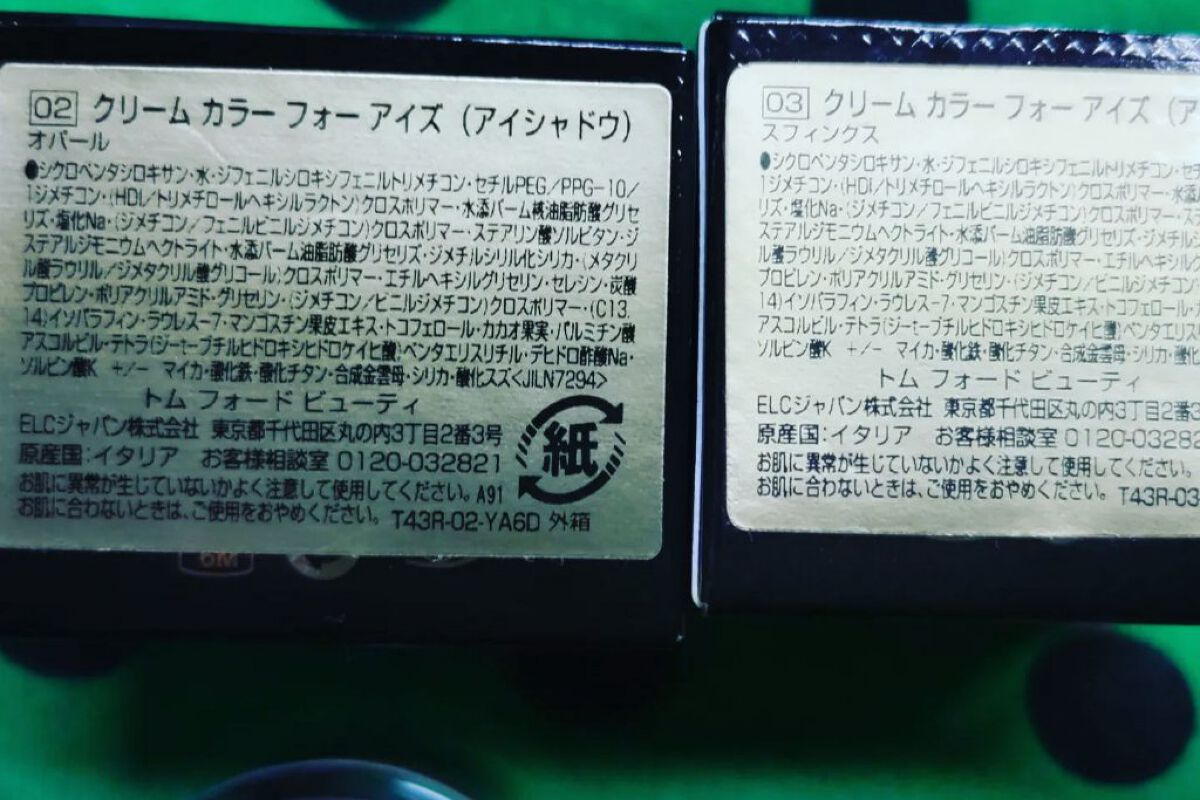 02 クリーム カラー フォー アイズ (アイシャドウ)
オパール
●シクロペンタシロキサン・水・ジフェニルシロキシフェニルトリメチコン・セチルPEG/PPG-10/
1ジメチコン・(HDI/トリメチロールヘキシルラクトン)クロスポリマー・水添パーム核油脂肪酸グリセ
リズ・塩化Na・(ジメチコン/フェニルビニルジメチコン)クロスポリマー・ステアリン酸ソルビタン・ジ
ステアルジモニウムヘクトライト・水添パーム油脂肪酸グリセリズ・ジメチルシリル化シリカ・(メタクリ
ル酸ラウリル/ジメタクリル酸グリコール)クロスポリマー・エチルヘキシルグリセリン・セレシン・炭酸
プロピレン・ポリアクリルアミド・グリセリン・(ジメチコン/ビニルジメチコン)クロスポリマー・(C13,
14)イソパラフィン・ラウレス-7・マンゴスチン果皮エキス・トコフェロール・カカオ果実・パルミチン酸
アスコルビル・テトラ(ジ-t-ブチルヒドロキシヒドロケイヒ酸)ペンタエリスリチル・デヒドロ酢酸Na・
ソルビン酸K +/- マイカ・酸化鉄・酸化チタン・合成金雲母・シリカ・酸化スズ<JILN7294>
トム フォード ビューティ
ELCジャパン株式会社 東京都千代田区丸の内3丁目2番3号
原産国:イタリア お客様相談室 0120-032821
お肌に異常が生じていないかよく注意して使用してください。A91
お肌に合わないときは、ご使用をおやめください。 T43R-02-YA6D 外箱
紙
6M
03 クリーム カラー フォー アイズ (ア
スフィンクス
●シクロペンタシロキサン・水・ジフェニルシロキシフェニルトリメチコン・
1ジメチコン・(HDI/トリメチロールヘキシルラクトン)クロスポリマー・
リズ・塩化Na・(ジメチコン/フェニルビニルジメチコン)クロスポリマー・ス
ステアルジモニウムヘクトライト・水添パーム油脂肪酸グリセリズ・ジメチル
ル酸ラウリル/ジメタクリル酸グリコール)クロスポリマー・エチルヘキシル
プロピレン・ポリアクリルアミド・グリセリン・(ジメチコン/ビニルジメチコン
14)イソパラフィン・ラウレス-7・マンゴスチン果皮エキス・トコフェロール・
アスコルビル・テトラ(ジ-t-ブチルヒドロキシヒドロケイヒ酸)ペンタエリス
ソルビン酸K +/- マイカ・酸化鉄・酸化チタン・合成金雲母・シリカ・酸
トム フォード ビューティ
ELCジャパン株式会社 東京都千代田区丸の内3丁
原産国:イタリア お客様相談室 0120-0328
お肌に異常が生じていないかよく注意して使用してください。
お肌に合わないときは、ご使用をおやめください。 T43R-03